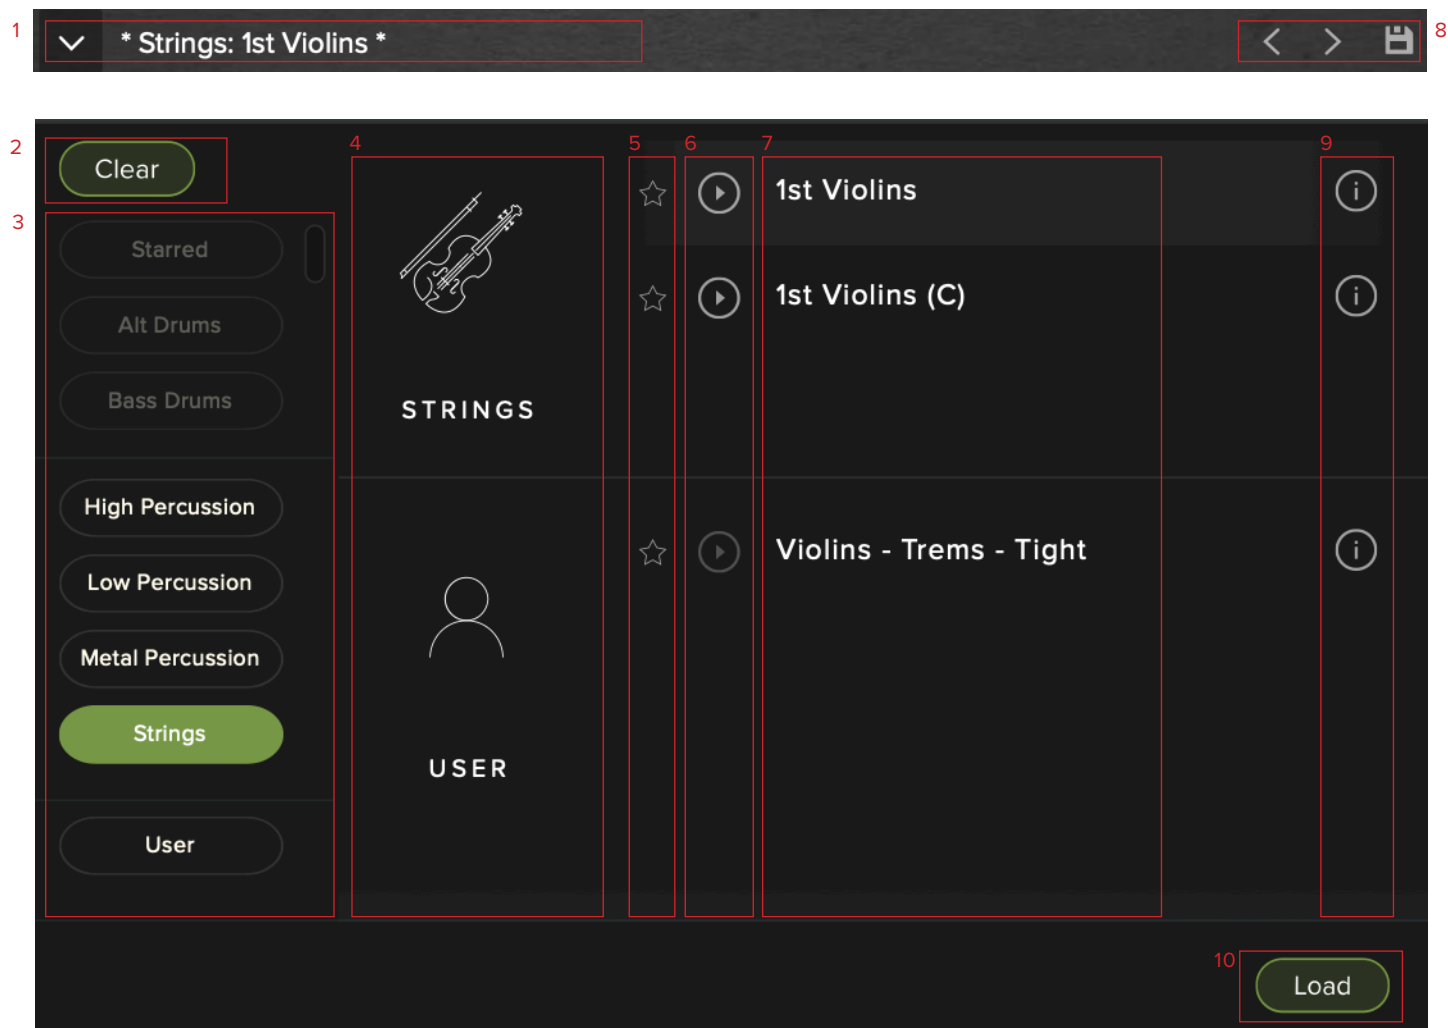 1
* Strings: 1st Violins *
8
2
Clear
3
Starred
Alt Drums
Bass Drums
High Percussion
Low Percussion
Metal Percussion
Strings
User
4
STRINGS
USER
5
6
7
1st Violins
1st Violins (C)
Violins - Trems - Tight
9
i
i
i
10
Load